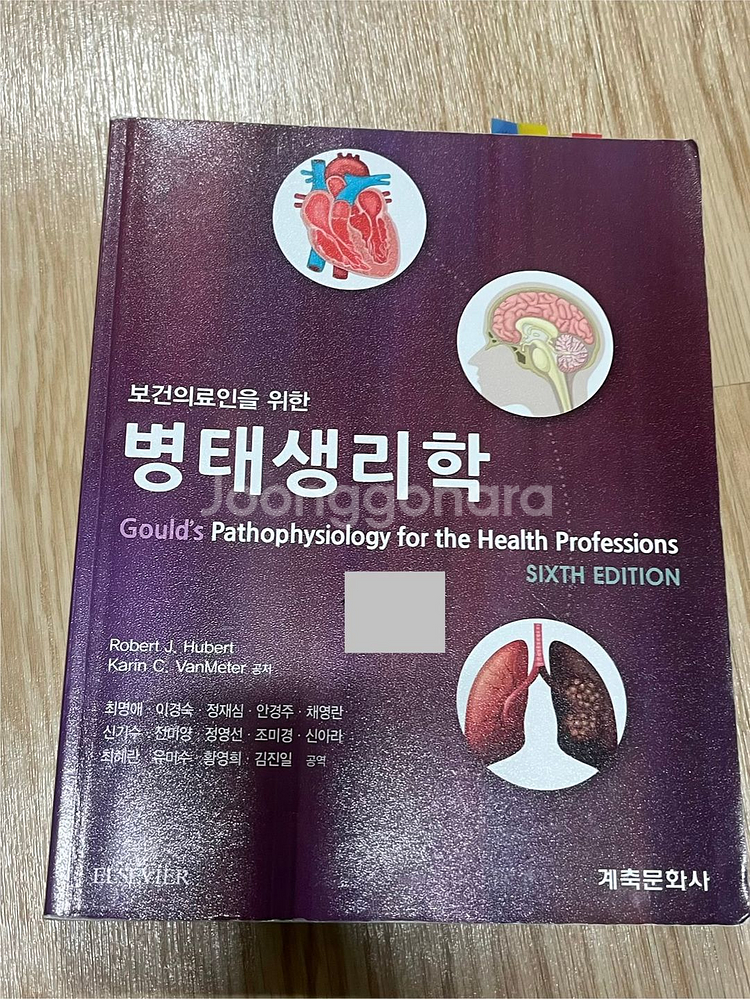 보건의료인을 위한
병태생리학
Joonggonara
Gould's Pathophysiology for the Health Professions
SIXTH EDITION
Robert J. Hubert
Karin C. VanMeter 공저
최명애 · 이경숙 · 정재심 · 안경주 · 채영란
신기수 · 전미양 · 정영선 · 조미경 · 신아라
최혜란 · 유미수 · 황영희 · 김진일 공역
ELSEVIER
계축문화사